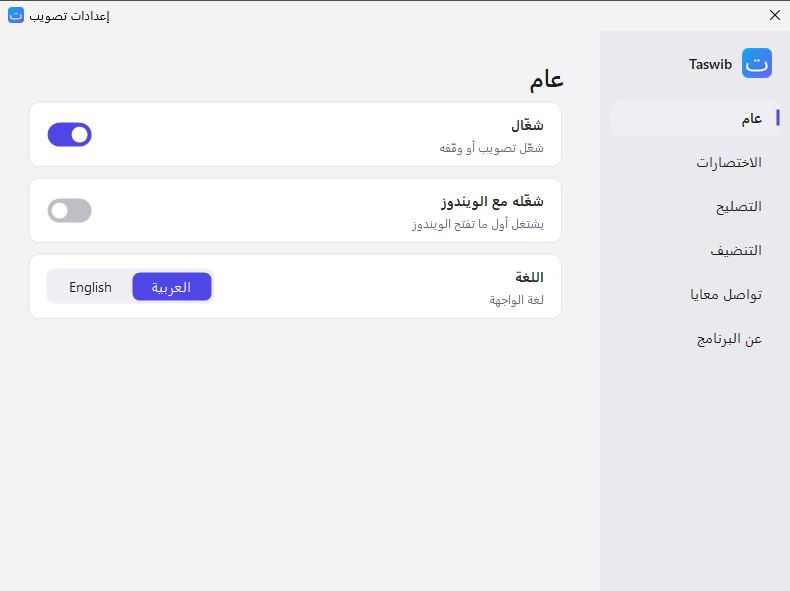 إعدادات تصويب
Taswib
عام
الاختصارات
التصليح
التنضيف
تواصل معايا
عن البرنامج
عام
شغّال
شغّل تصويب أو وقّفه
شغّله مع الويندوز
يشتغل أول ما تفتح الويندوز
اللغة
لغة الواجهة
العربية
English